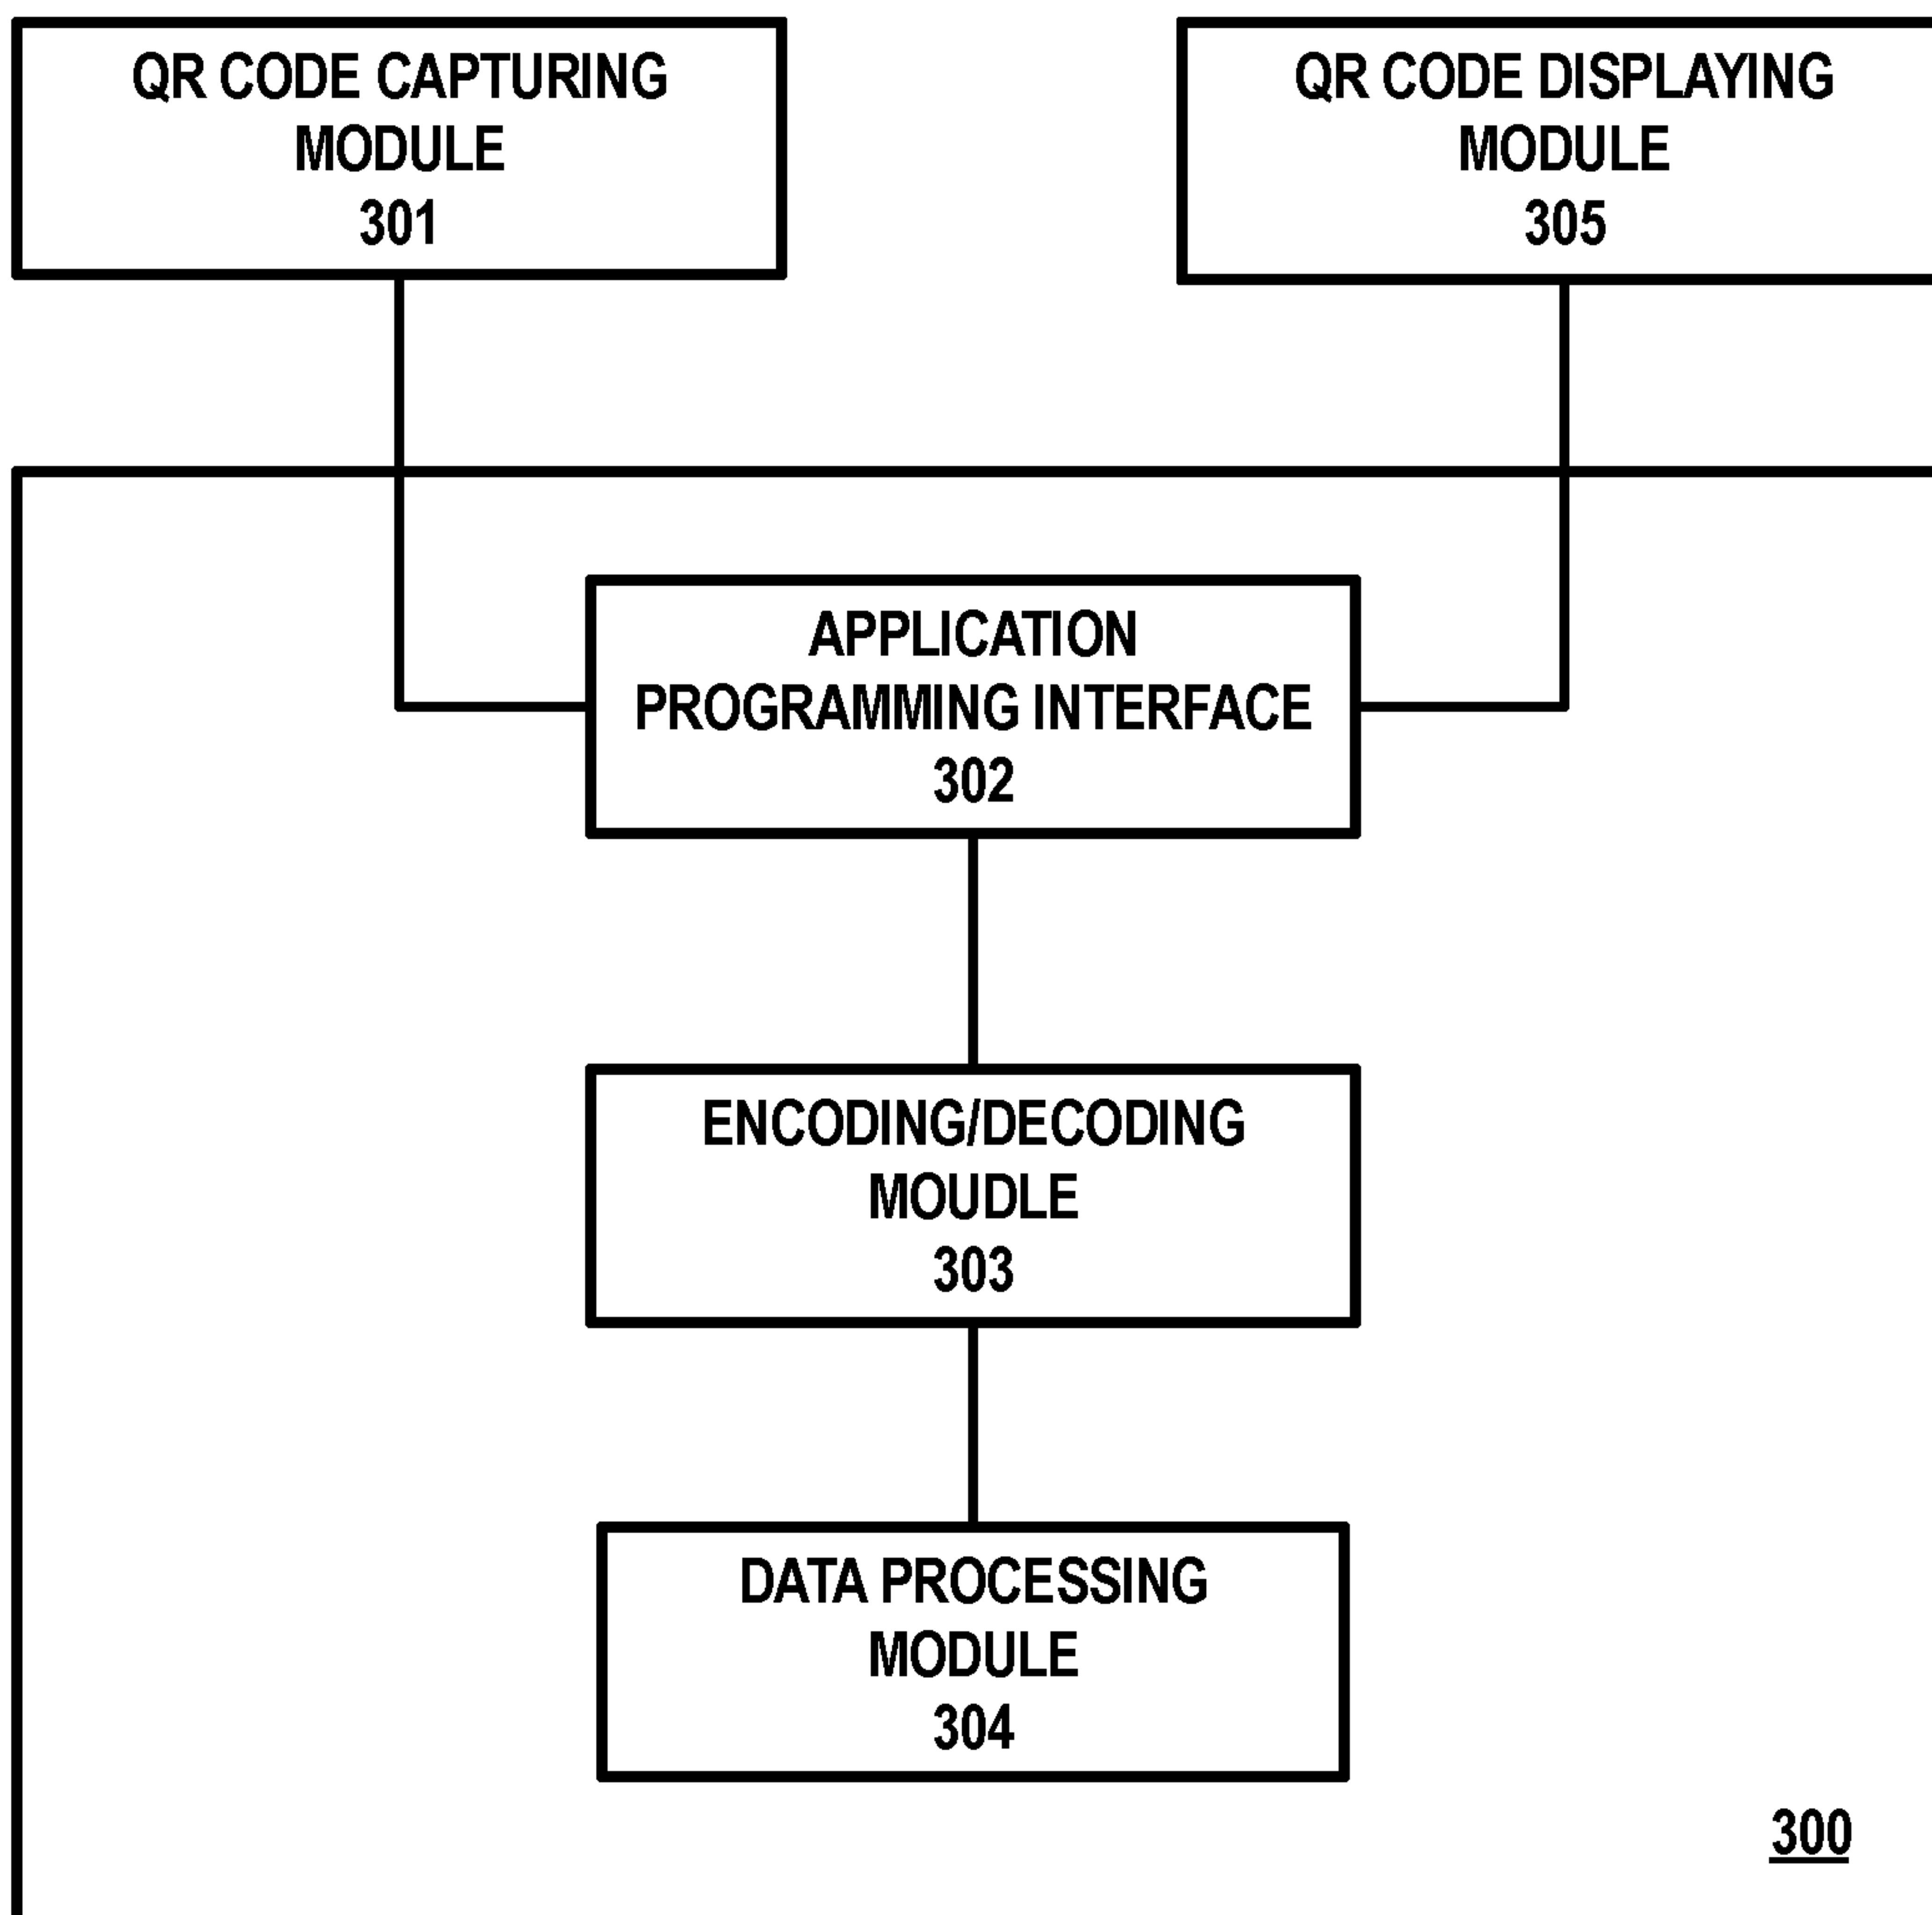 QR CODE CAPTURING
MODULE
301
QR CODE DISPLAYING
MODULE
305
APPLICATION
PROGRAMMING INTERFACE
302
ENCODING/DECODING
MOUDLE
303
DATA PROCESSING
MODULE
304
300